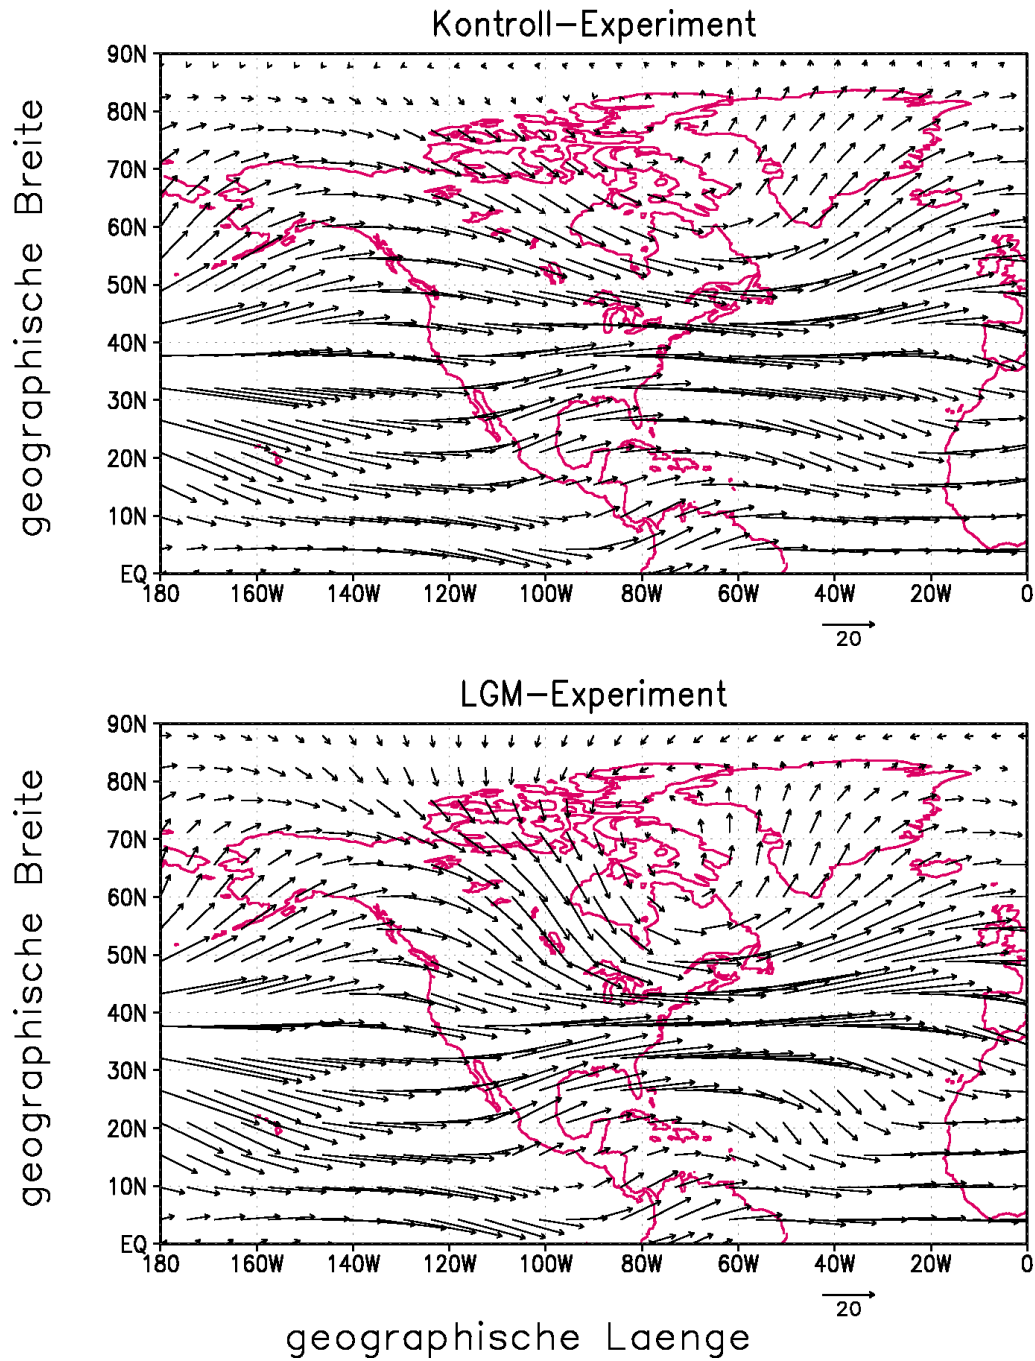 Kontroll-Experiment
geographische Breite
90N
80N
70N
60N
50N
40N
30N
20N
10N
EQ
180 160W 140W 120W 100W 80W 60W 40W 20W 0
20
LGM-Experiment
geographische Breite
90N
80N
70N
60N
50N
40N
30N
20N
10N
EQ
180 160W 140W 120W 100W 80W 60W 40W 20W 0
20
geographische Laenge